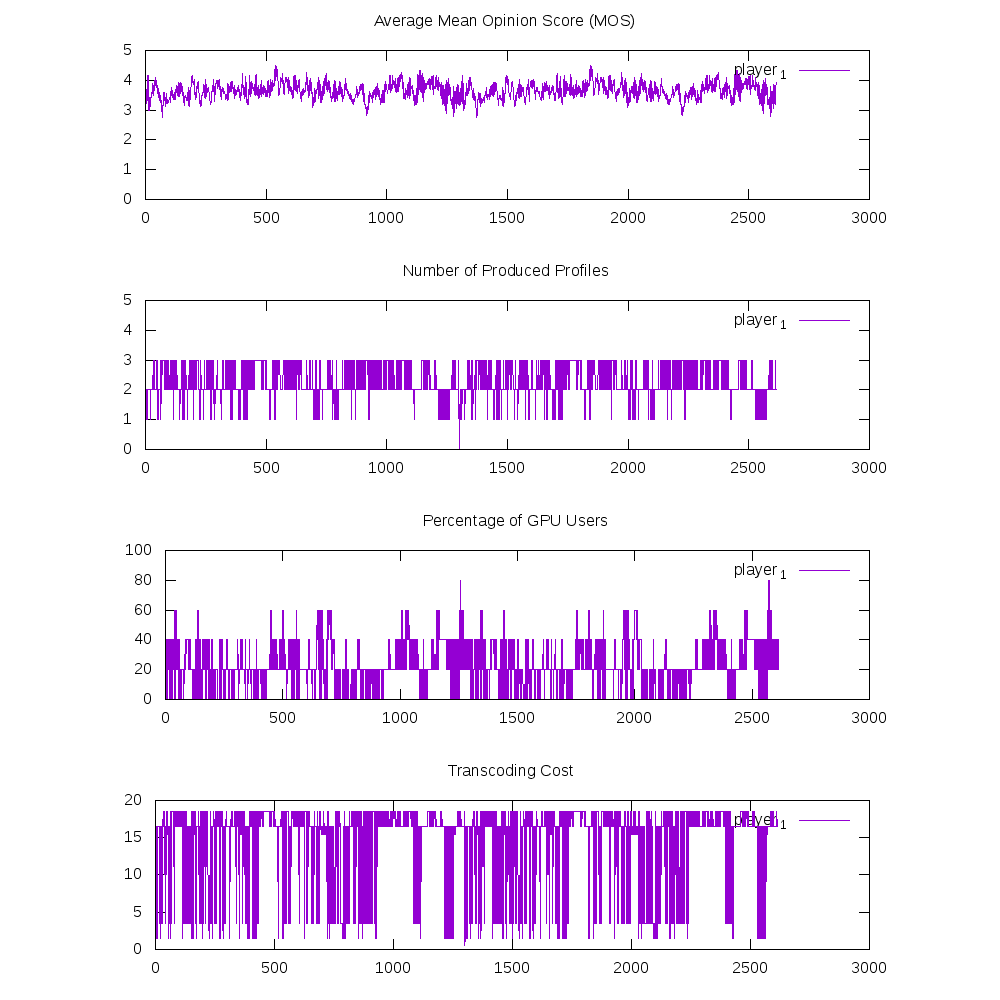 Average Mean Opinion Score (MOS)
5
player 1
4
3
2
1
0
0 500 1000 1500 2000 2500 3000
Number of Produced Profiles
5
player 1
4
3
2
1
0
0 500 1000 1500 2000 2500 3000
Percentage of GPU Users
100
player 1
80
60
40
20
0
0 500 1000 1500 2000 2500 3000
Transcoding Cost
20
player 1
15
10
5
0
0 500 1000 1500 2000 2500 3000